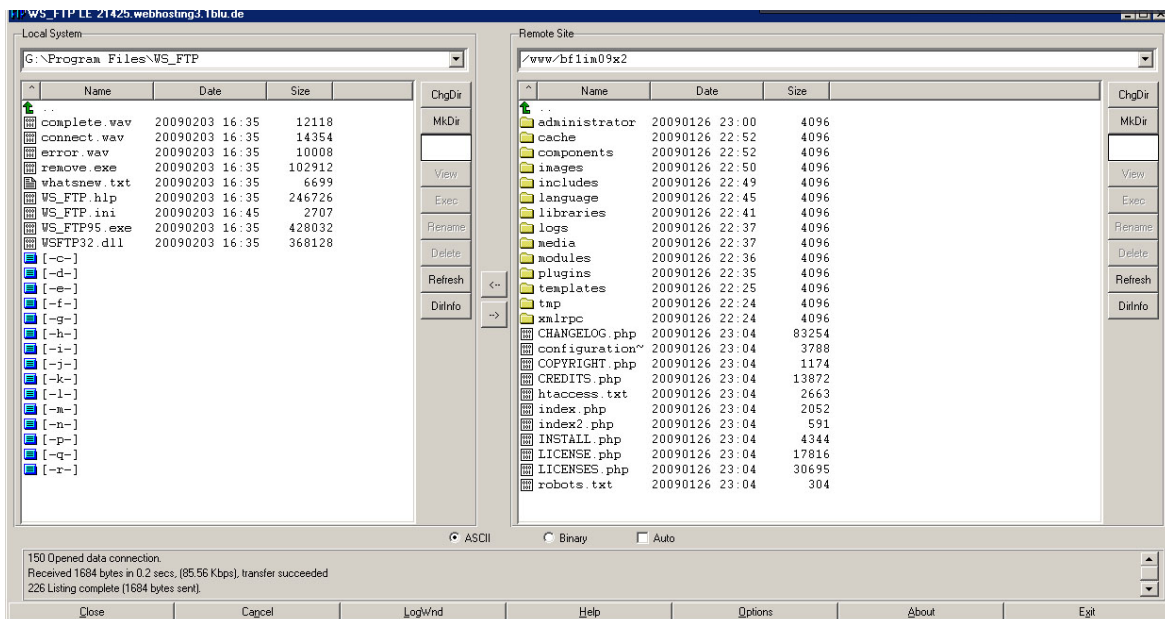 WS_FTP LE 21425.webhosting3.1blu.de
Local System
G:\Program Files\WS_FTP
^ Name Date Size
..
complete.wav 20090203 16:35 12118
connect.wav 20090203 16:35 14354
error.wav 20090203 16:35 10008
remove.exe 20090203 16:35 102912
whatsnew.txt 20090203 16:35 6699
WS_FTP.hlp 20090203 16:35 246726
WS_FTP.ini 20090203 16:45 2707
WS_FTP95.exe 20090203 16:35 428032
WSFTP32.dll 20090203 16:35 368128
[-c-]
[-d-]
[-e-]
[-f-]
[-g-]
[-h-]
[-i-]
[-j-]
[-k-]
[-l-]
[-m-]
[-n-]
[-p-]
[-q-]
[-r-]
ChgDir
MkDir
View
Exec
Rename
Delete
Refresh
DirInfo
<--
-->
Remote Site
/www/bf1im09x2
^ Name Date Size
..
administrator 20090126 23:00 4096
cache 20090126 22:52 4096
components 20090126 22:52 4096
images 20090126 22:50 4096
includes 20090126 22:49 4096
language 20090126 22:45 4096
libraries 20090126 22:41 4096
logs 20090126 22:37 4096
media 20090126 22:37 4096
modules 20090126 22:36 4096
plugins 20090126 22:35 4096
templates 20090126 22:25 4096
tmp 20090126 22:24 4096
xmlrpc 20090126 22:24 4096
CHANGELOG.php 20090126 23:04 83254
configuration~ 20090126 23:04 3788
COPYRIGHT.php 20090126 23:04 1174
CREDITS.php 20090126 23:04 13872
htaccess.txt 20090126 23:04 2663
index.php 20090126 23:04 2052
index2.php 20090126 23:04 591
INSTALL.php 20090126 23:04 4344
LICENSE.php 20090126 23:04 17816
LICENSES.php 20090126 23:04 30695
robots.txt 20090126 23:04 304
ChgDir
MkDir
View
Exec
Rename
Delete
Refresh
DirInfo
ASCII Binary Auto
150 Opened data connection.
Received 1684 bytes in 0.2 secs, (85.56 Kbps), transfer succeeded
226 Listing complete (1684 bytes sent).
Close Cancel LogWnd Help Options About Exit